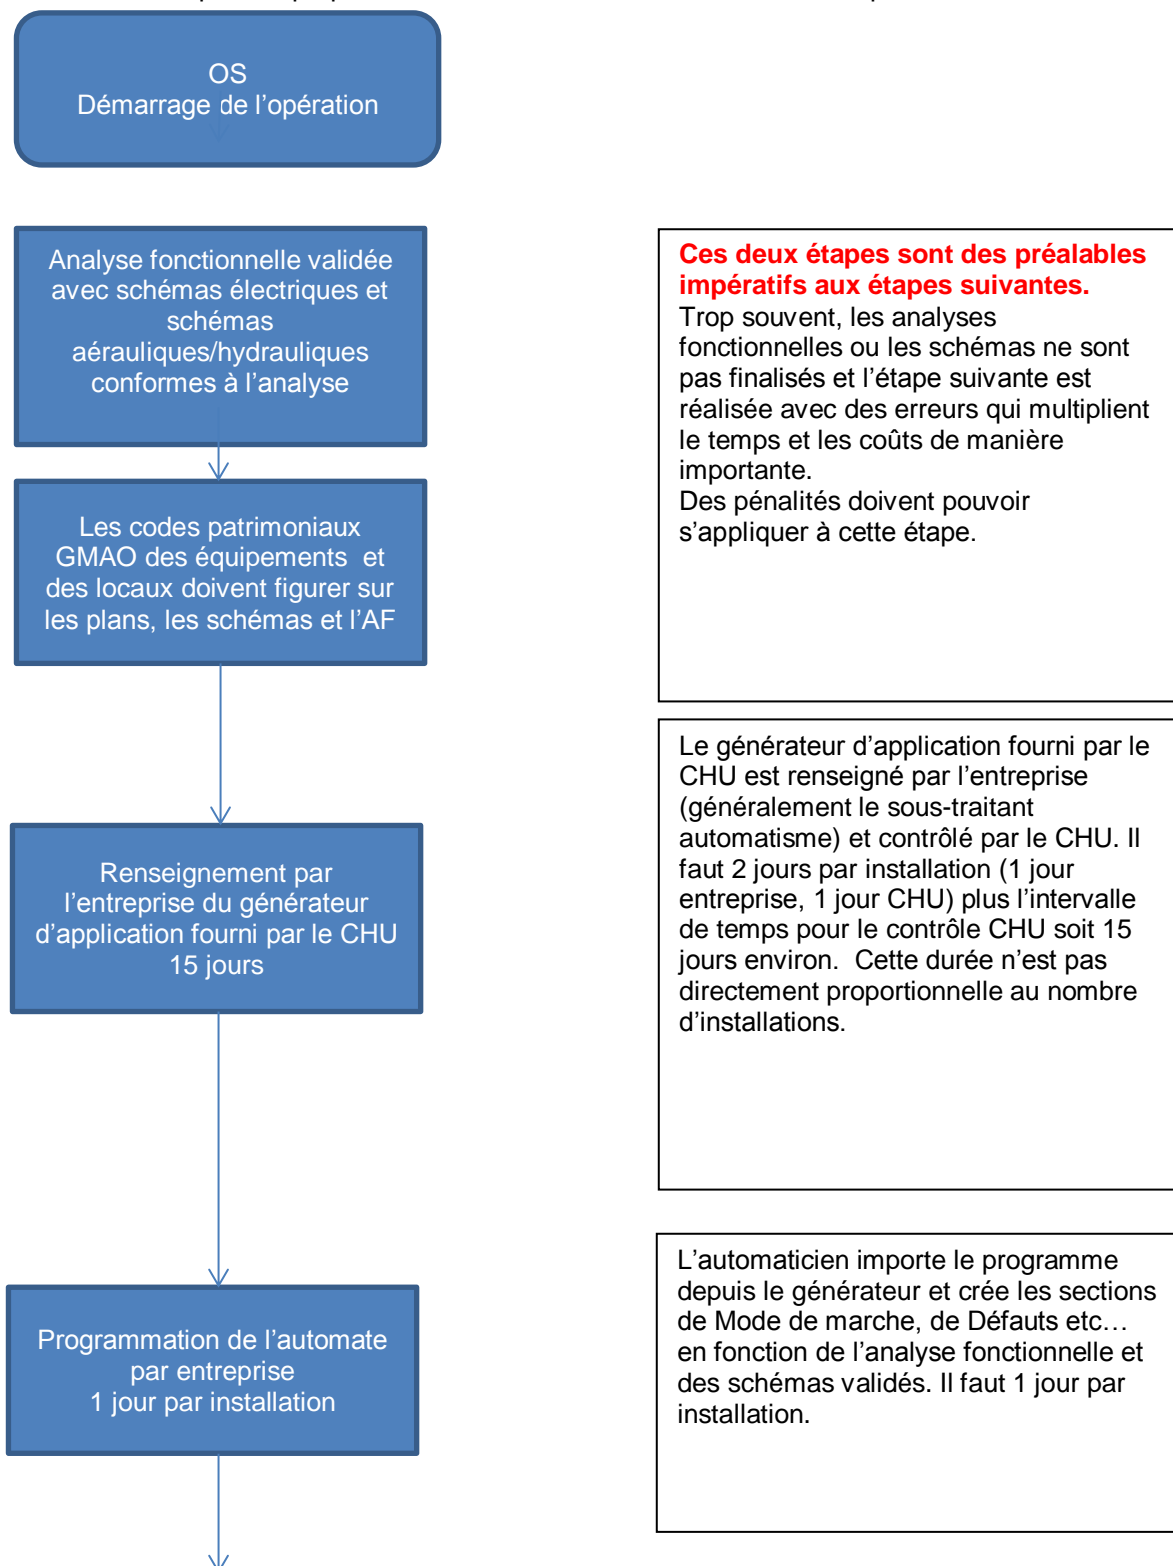 OS
Démarrage de l'opération
Analyse fonctionnelle validée
avec schémas électriques et
schémas
aérauliques/hydrauliques
conformes à l'analyse
Ces deux étapes sont des préalables
impératifs aux étapes suivantes.
Trop souvent, les analyses
fonctionnelles ou les schémas ne sont
pas finalisés et l'étape suivante est
réalisée avec des erreurs qui multiplient
le temps et les coûts de manière
importante.
Des pénalités doivent pouvoir
s'appliquer à cette étape.
Les codes patrimoniaux
GMAO des équipements  et
des locaux doivent figurer sur
les plans, les schémas et l'AF
Le générateur d'application fourni par le
CHU est renseigné par l'entreprise
(généralement le sous-traitant
automatisme) et contrôlé par le CHU. Il
faut 2 jours par installation (1 jour
entreprise, 1 jour CHU) plus l'intervalle
de temps pour le contrôle CHU soit 15
jours environ.  Cette durée n'est pas
directement proportionnelle au nombre
d'installations.
Renseignement par
l'entreprise du générateur
d'application fourni par le CHU
15 jours
L'automaticien importe le programme
depuis le générateur et crée les sections
de Mode de marche, de Défauts etc…
en fonction de l'analyse fonctionnelle et
des schémas validés. Il faut 1 jour par
installation.
Programmation de l'automate
par entreprise
1 jour par installation